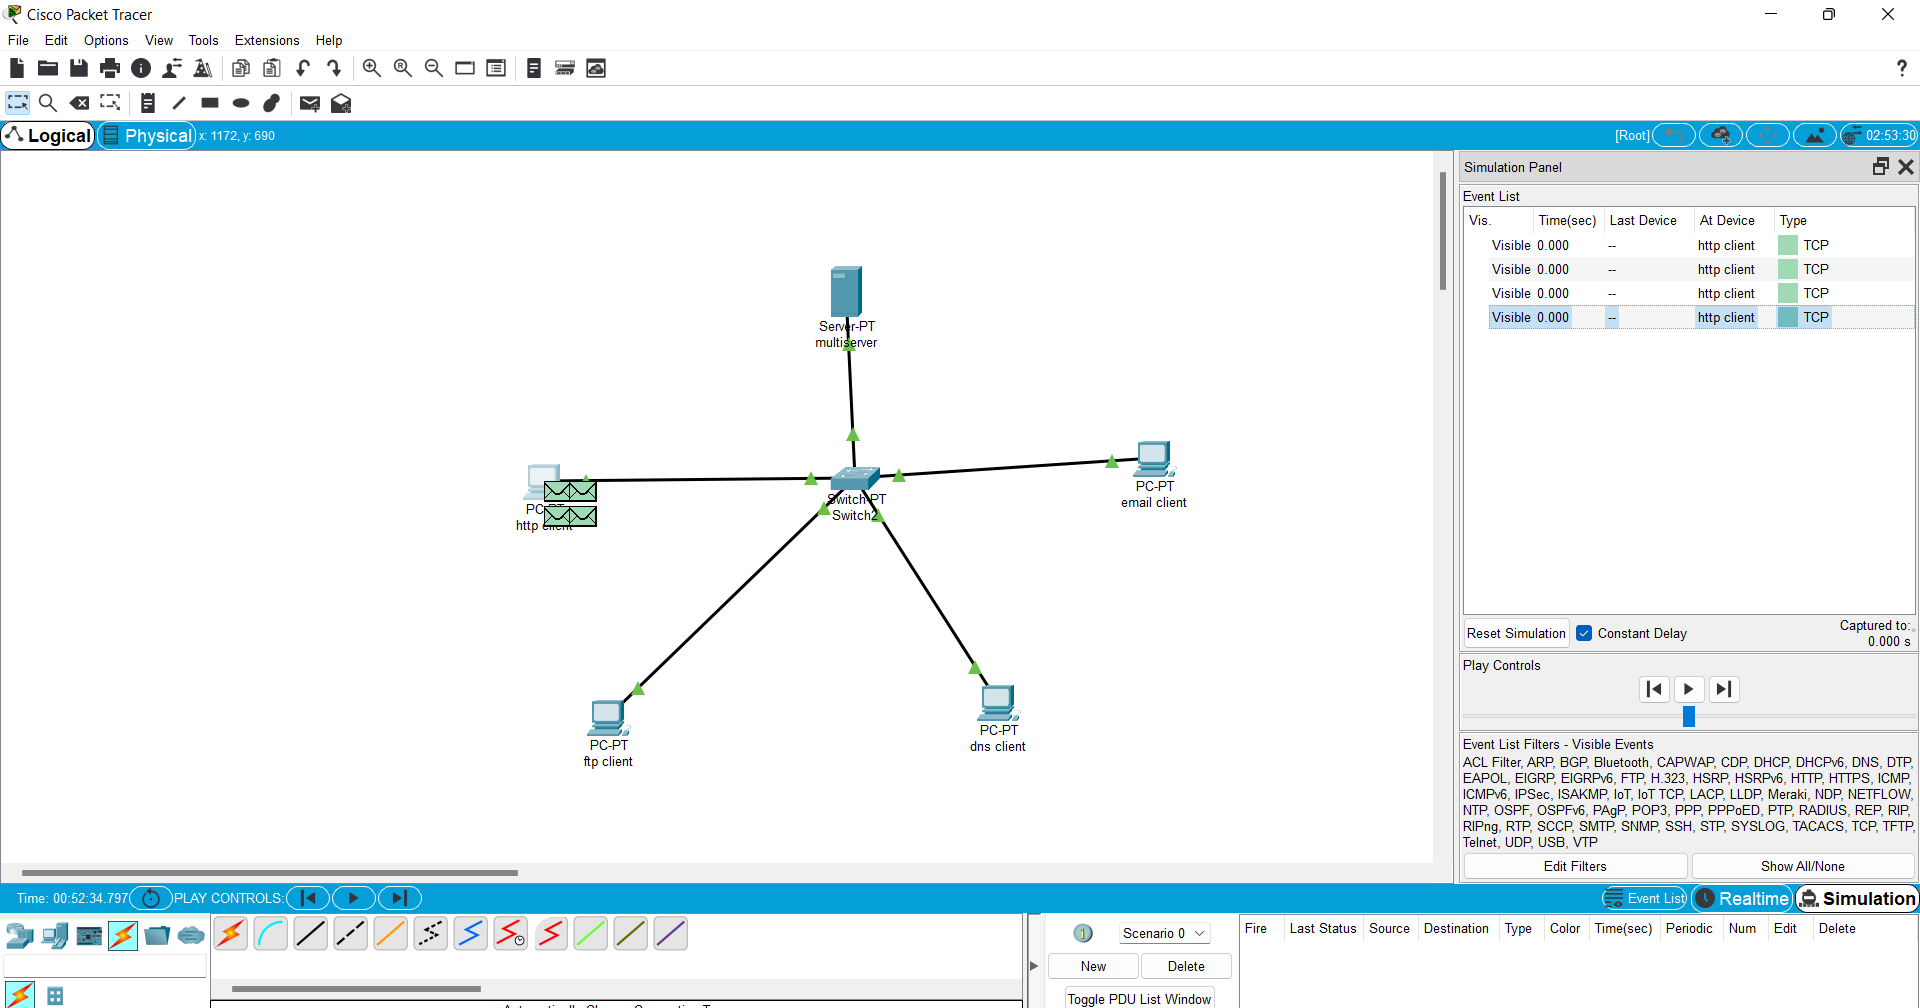 Cisco Packet Tracer
File Edit Options View Tools Extensions Help
?
Logical Physical x: 1172, y: 690 [Root] 02:53:30
Simulation Panel
Event List
Vis. Time(sec) Last Device At Device Type
Visible 0.000 -- http client TCP
Visible 0.000 -- http client TCP
Visible 0.000 -- http client TCP
Visible 0.000 -- http client TCP
Server-PT
multiserver
PC-PT
http client
Switch-PT
Switch2
PC-PT
email client
PC-PT
ftp client
PC-PT
dns client
Reset Simulation Constant Delay Captured to:
0.000 s
Play Controls
Event List Filters - Visible Events
ACL Filter, ARP, BGP, Bluetooth, CAPWAP, CDP, DHCP, DHCPv6, DNS, DTP,
EAPOL, EIGRP, EIGRPv6, FTP, H.323, HSRP, HSRPv6, HTTP, HTTPS, ICMP,
ICMPv6, IPSec, ISAKMP, IoT, IoT TCP, LACP, LLDP, Meraki, NDP, NETFLOW,
NTP, OSPF, OSPFv6, PAgP, POP3, PPP, PPPoED, PTP, RADIUS, REP, RIP,
RIPng, RTP, SCCP, SMTP, SNMP, SSH, STP, SYSLOG, TACACS, TCP, TFTP,
Telnet, UDP, USB, VTP
Edit Filters Show All/None
Time: 00:52:34.797 PLAY CONTROLS: Event List Realtime Simulation
Scenario 0
New Delete
Toggle PDU List Window
Fire Last Status Source Destination Type Color Time(sec) Periodic Num Edit Delete